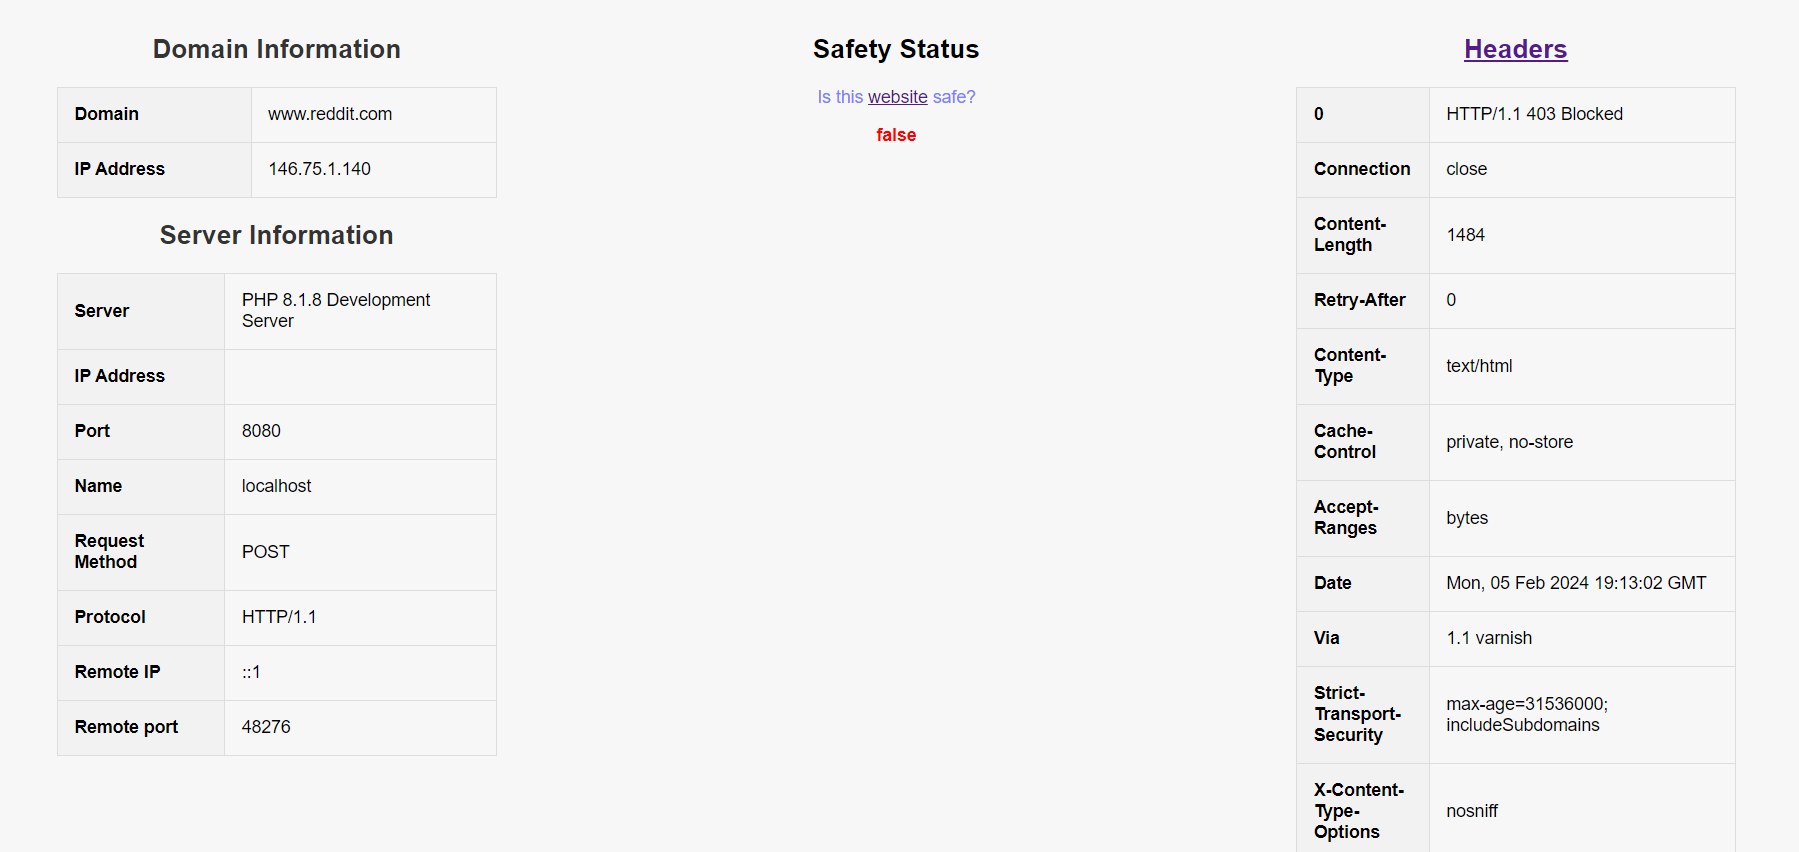 Domain Information
Domain www.reddit.com
IP Address 146.75.1.140
Server Information
Server PHP 8.1.8 Development
Server
IP Address
Port 8080
Name localhost
Request
Method POST
Protocol HTTP/1.1
Remote IP ::1
Remote port 48276
Safety Status
Is this website safe?
false
Headers
0 HTTP/1.1 403 Blocked
Connection close
Content-
Length 1484
Retry-After 0
Content-
Type text/html
Cache-
Control private, no-store
Accept-
Ranges bytes
Date Mon, 05 Feb 2024 19:13:02 GMT
Via 1.1 varnish
Strict-
Transport- max-age=31536000;
Security includeSubdomains
X-Content-
Type- nosniff
Options